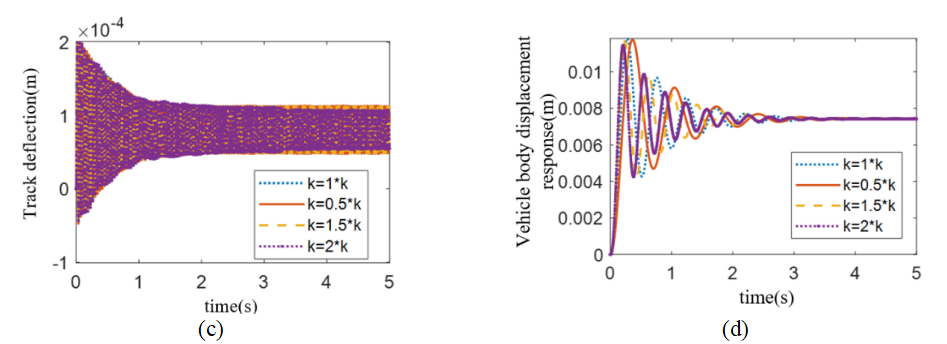 ×10⁻⁴
2
1
0
-1
Track deflection(m)
k=1*k
k=0.5*k
k=1.5*k
k=2*k
0 1 2 3 4 5
time(s)
(c)
Vehicle body displacement
response(m)
0.01
0.008
0.006
0.004
0.002
0
k=1*k
k=0.5*k
k=1.5*k
k=2*k
0 1 2 3 4 5
time(s)
(d)